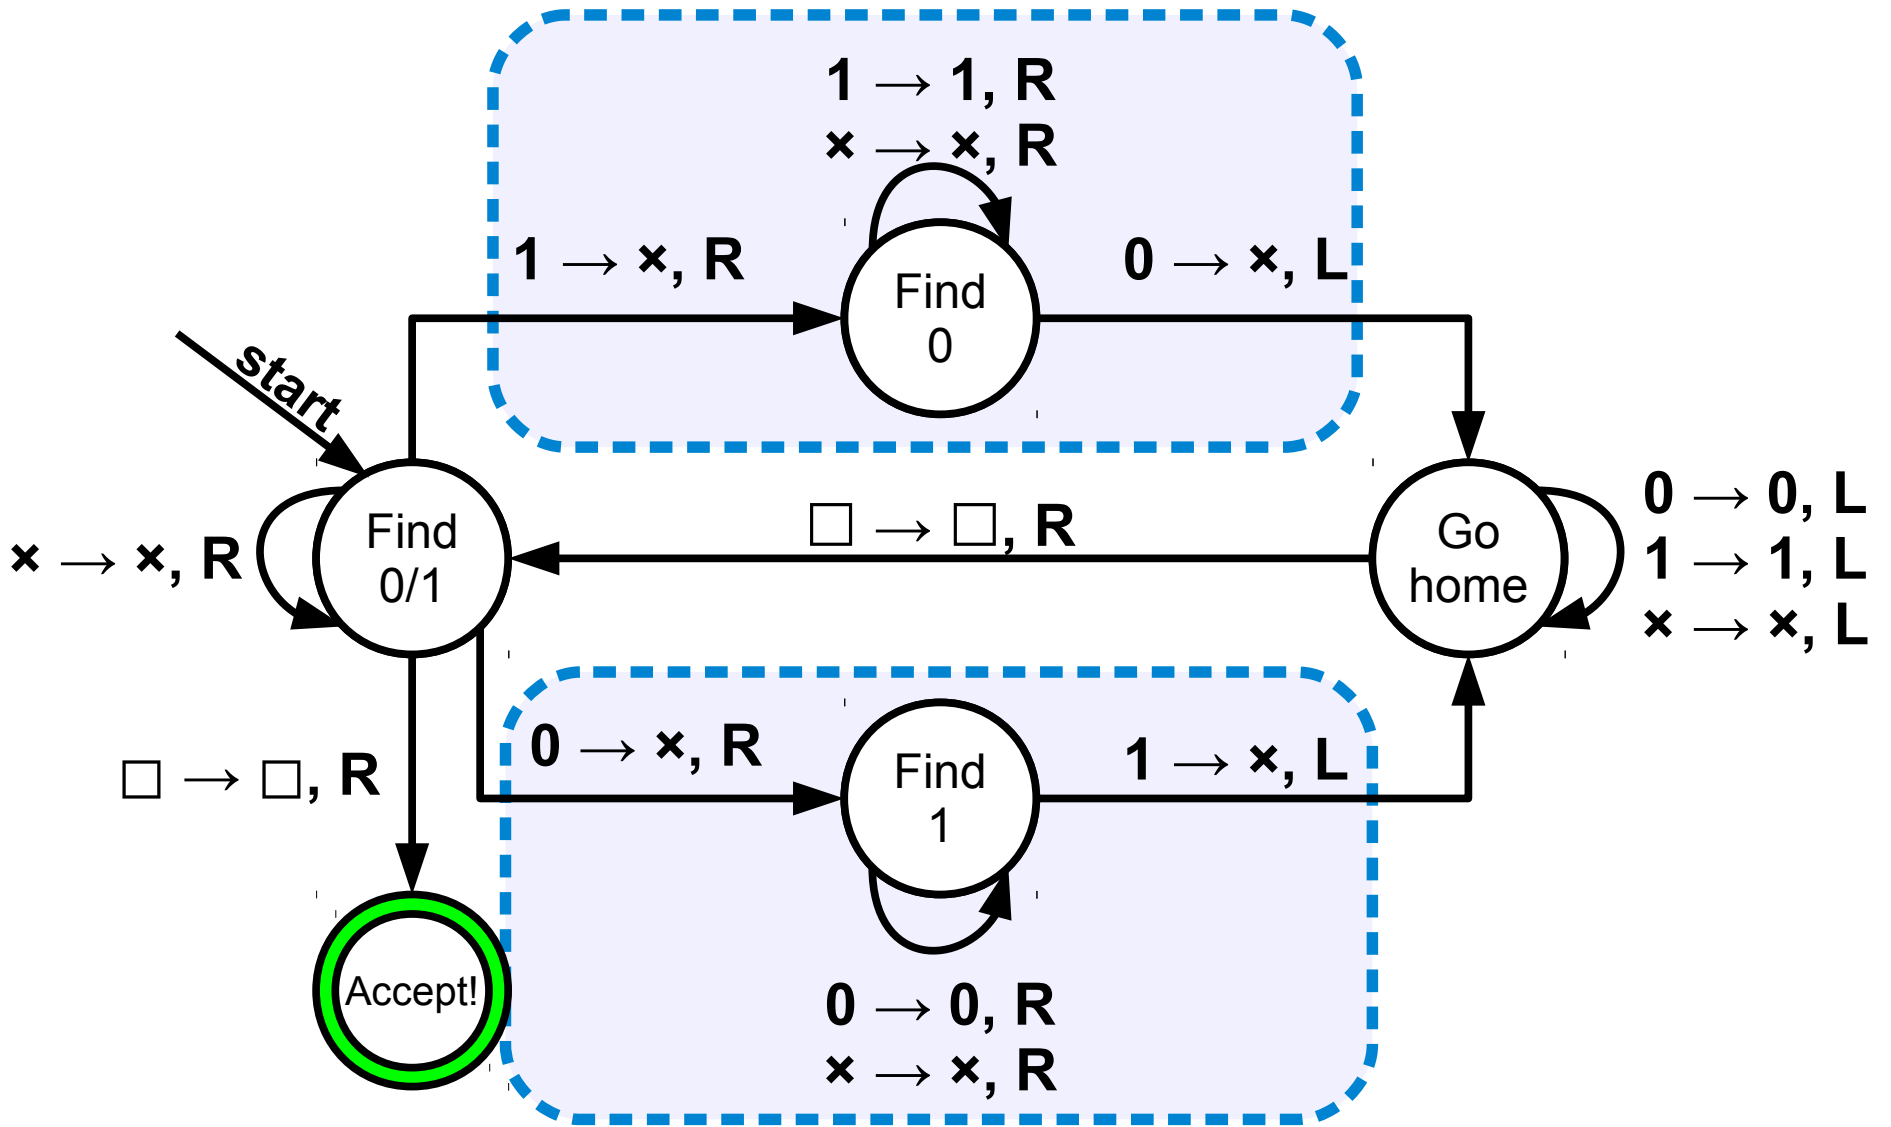 1 → 1, R
× → ×, R
1 → ×, R
0 → ×, L
Find
0
start
Find
0/1
× → ×, R
□ → □, R
Go
home
0 → 0, L
1 → 1, L
× → ×, L
□ → □, R
0 → ×, R
1 → ×, L
Find
1
Accept!
0 → 0, R
× → ×, R